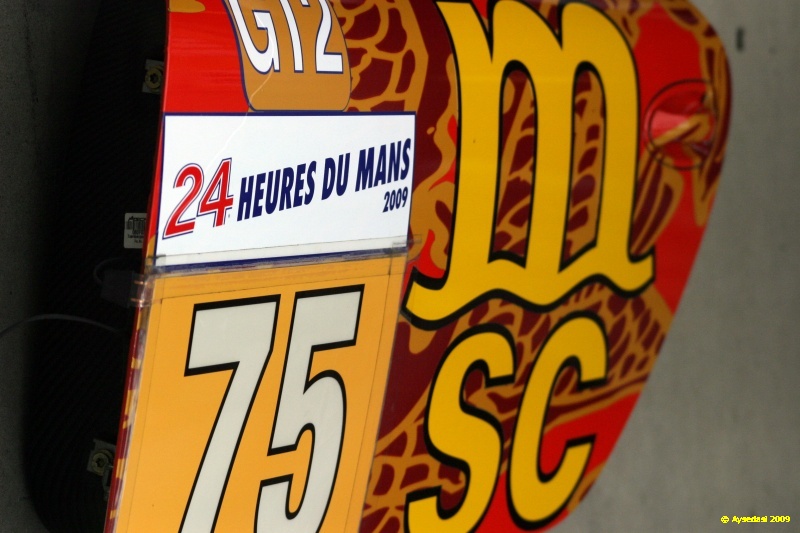 GT2
24 HEURES DU MANS
2009
75
m
SC
© Aysedasi 2009